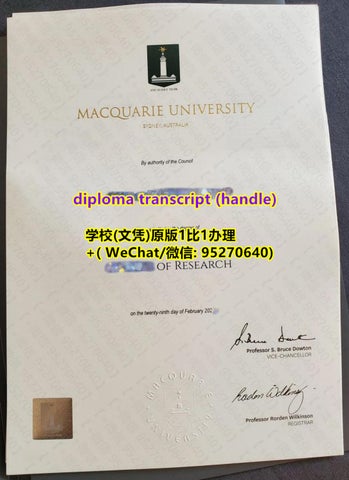 MACQUARIE UNIVERSITY
SYDNEY, AUSTRALIA
By authority of the Council
diploma transcript (handle)
学校(文凭)原版1比1办理
+( WeChat/微信: 95270640)
OF RESEARCH
on the twenty-ninth day of February
Professor S. Bruce Dowton
VICE-CHANCELLOR
Professor Rorden Wilkinson
REGISTRAR
MACQUARIE
UNIVERSITY